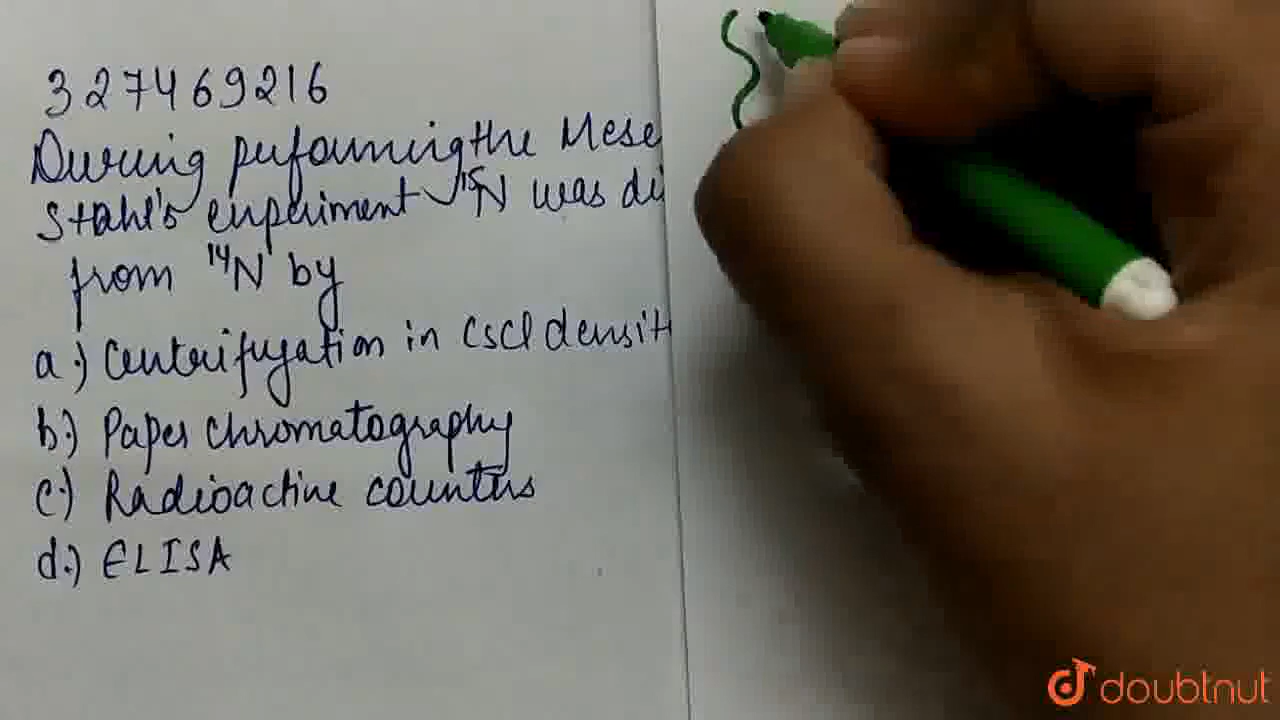 327469216
During performing the Mese
Stahl's experiment ¹⁵N was di
from ¹⁴N by
a.) Centrifugation in CsCl densit
b.) Paper chromatography
c.) Radioactive counters
d.) ELISA
doubtnut